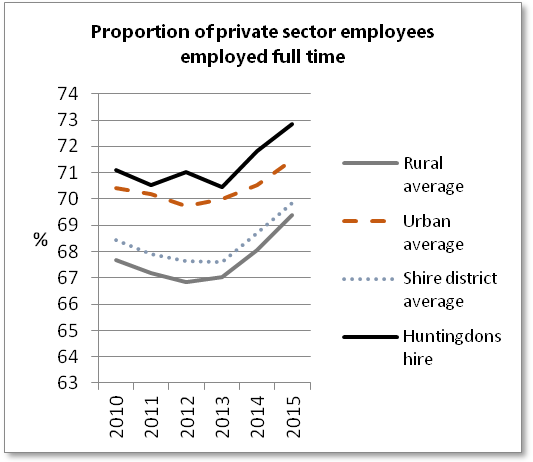 Proportion of private sector employees
employed full time
74
73
72
71
70
69
68
67
66
65
64
63
%
2010
2011
2012
2013
2014
2015
Rural
average
Urban
average
Shire district
average
Huntingdons
hire